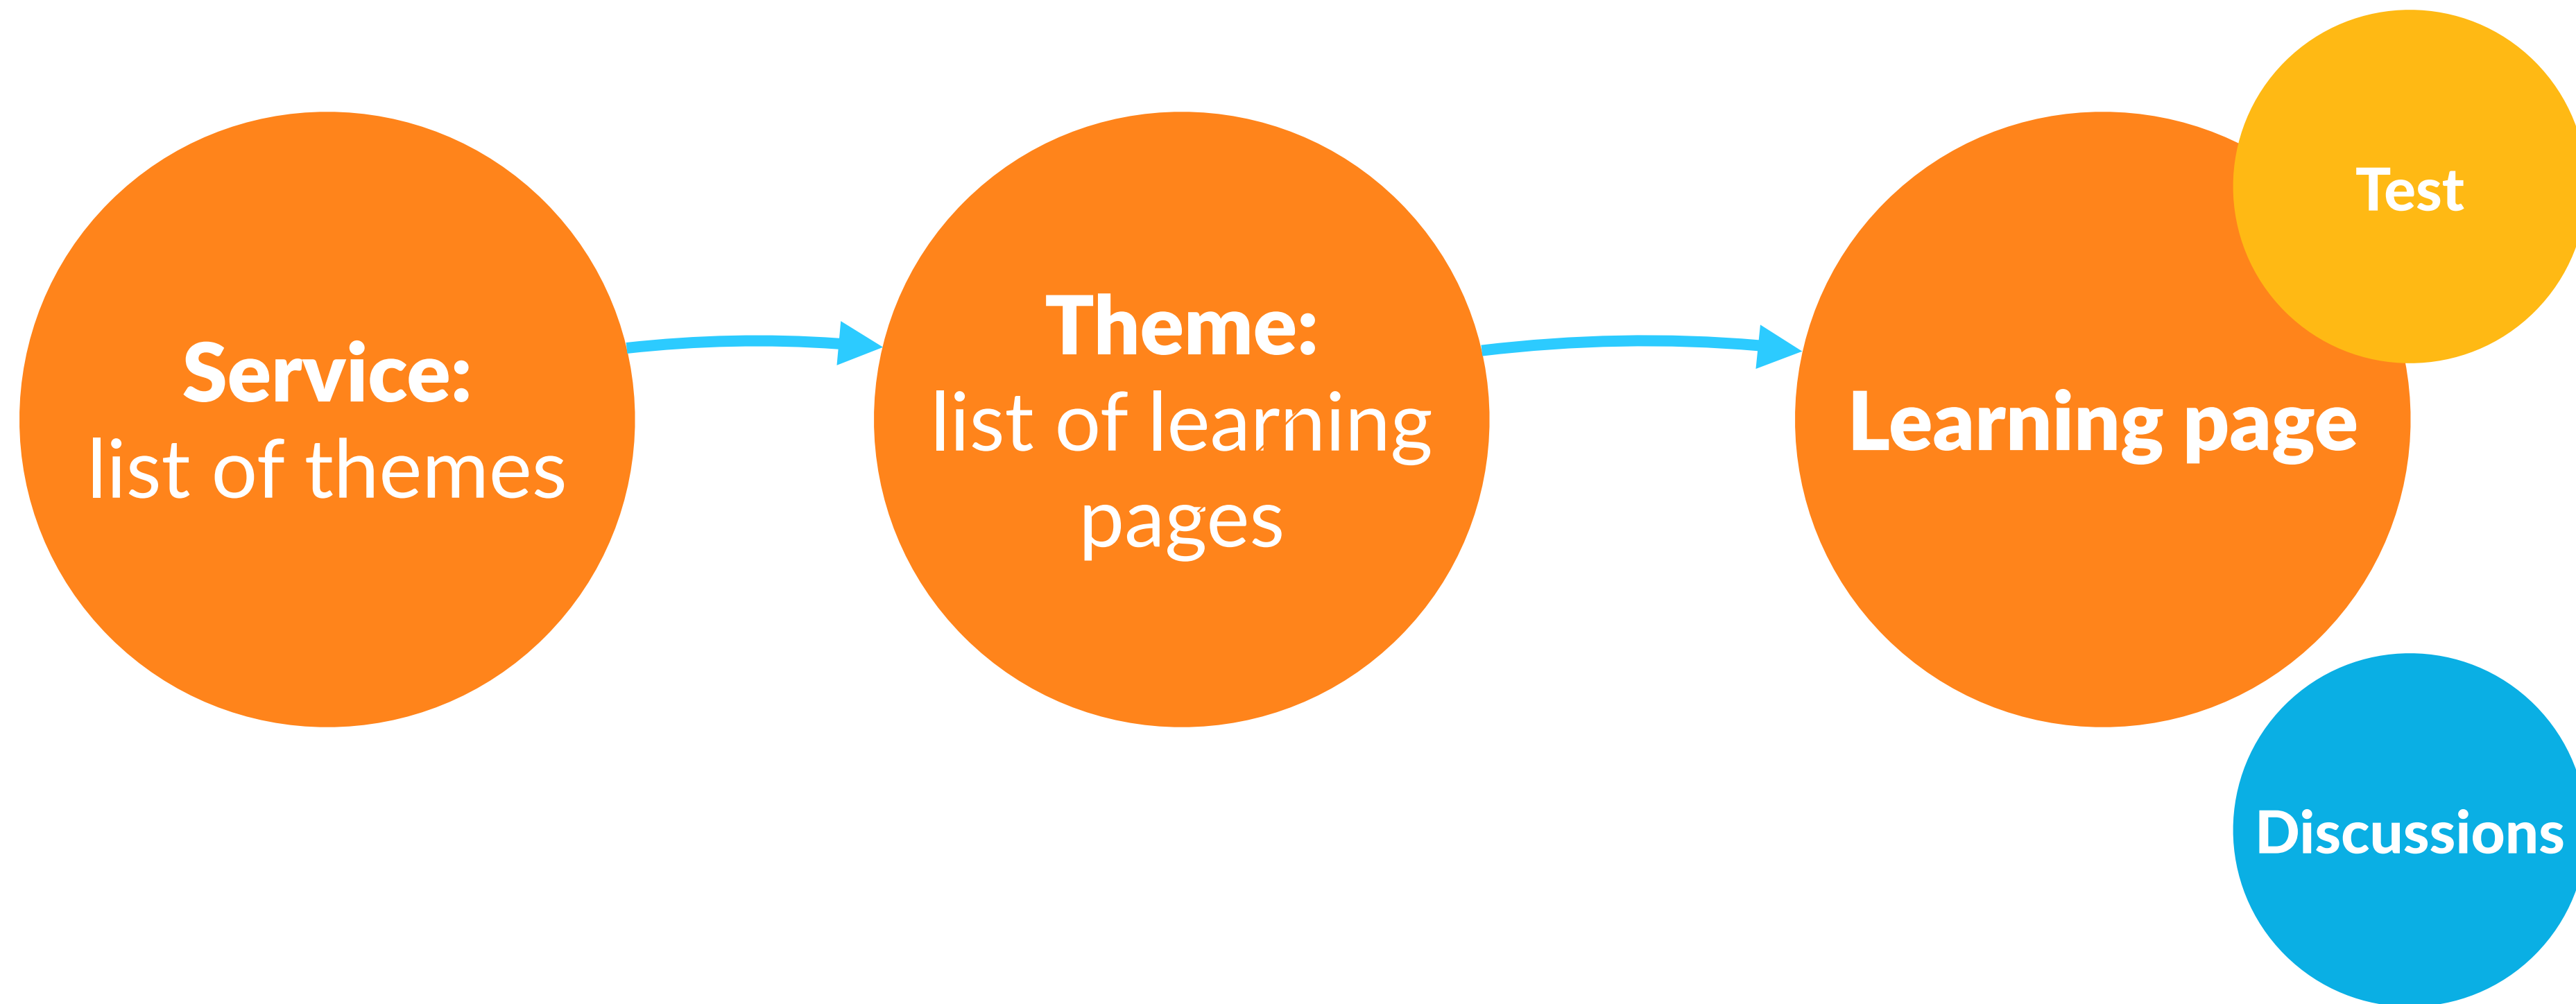 Service:
list of themes
Theme:
list of learning
pages
Learning page
Test
Discussions